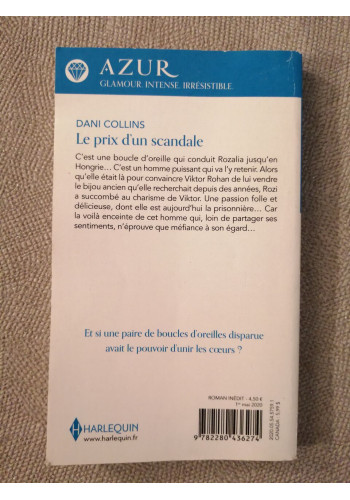 AZUR
GLAMOUR. INTENSE. IRRÉSISTIBLE.
DANI COLLINS
Le prix d'un scandale
C'est une boucle d'oreille qui conduit Rozalia jusqu'en
Hongrie... C'est un homme puissant qui va l'y retenir. Alors
qu'elle était là pour convaincre Viktor Rohan de lui vendre
le bijou ancien qu'elle recherchait depuis des années, Rozi
a succombé au charisme de Viktor. Une passion folle et
délicieuse, dont elle est aujourd'hui la prisonnière... Car
la voilà enceinte de cet homme qui, loin de partager ses
sentiments, n'éprouve que méfiance à son égard...
Et si une paire de boucles d'oreilles disparue
avait le pouvoir d'unir les cœurs ?
ROMAN INÉDIT - 4,50 €
1er mai 2020
9 782280 436274
CANADA : 5,99 $
HARLEQUIN
www.harlequin.fr